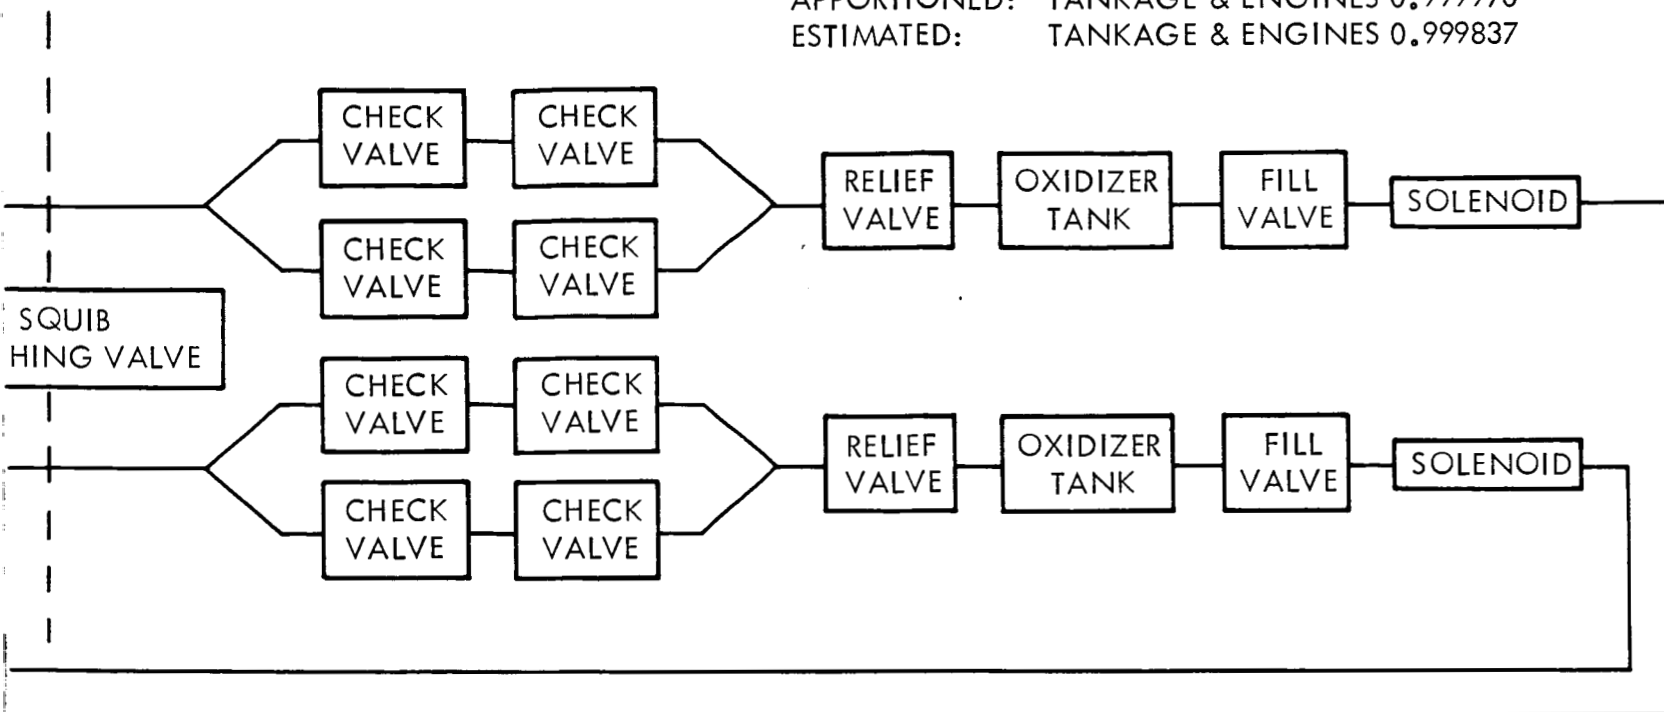 TANKAGE & ENGINES
ESTIMATED: TANKAGE & ENGINES 0.999837
CHECK
VALVE
CHECK
VALVE
RELIEF
VALVE
OXIDIZER
TANK
FILL
VALVE
SOLENOID
CHECK
VALVE
CHECK
VALVE
SQUIB
HING VALVE
CHECK
VALVE
CHECK
VALVE
RELIEF
VALVE
OXIDIZER
TANK
FILL
VALVE
SOLENOID
CHECK
VALVE
CHECK
VALVE